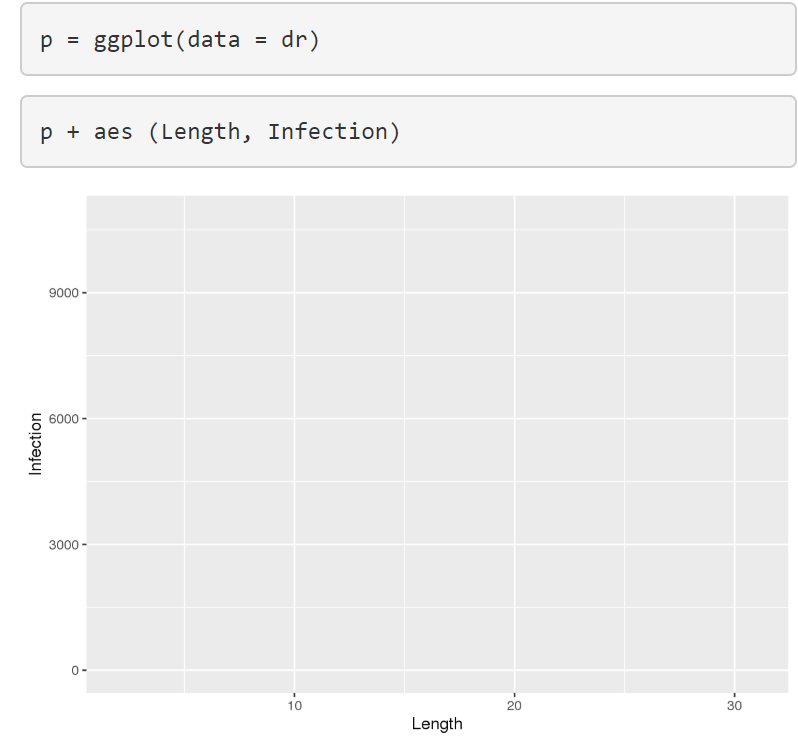 p = ggplot(data = dr)
p + aes (Length, Infection)
9000
6000
3000
0
Infection
10 20 30
Length